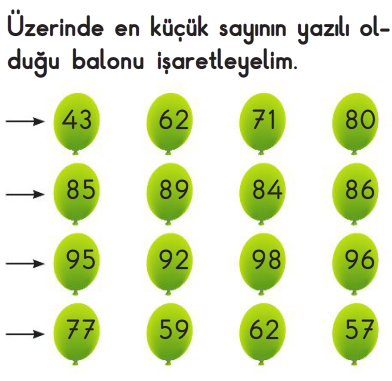 Üzerinde en küçük sayının yazılı ol-
duğu balonu işaretleyelim.
43 62 71 80
85 89 84 86
95 92 98 96
77 59 62 57